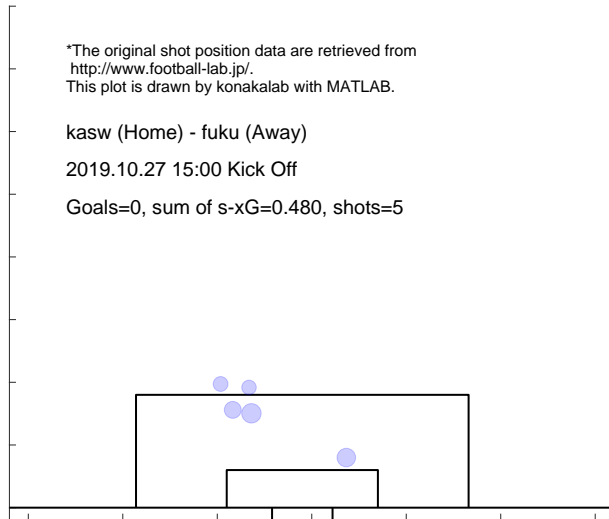 *The original shot position data are retrieved from
http://www.football-lab.jp/.
This plot is drawn by konakalab with MATLAB.
kasw (Home) - fuku (Away)
2019.10.27 15:00 Kick Off
Goals=0, sum of s-xG=0.480, shots=5